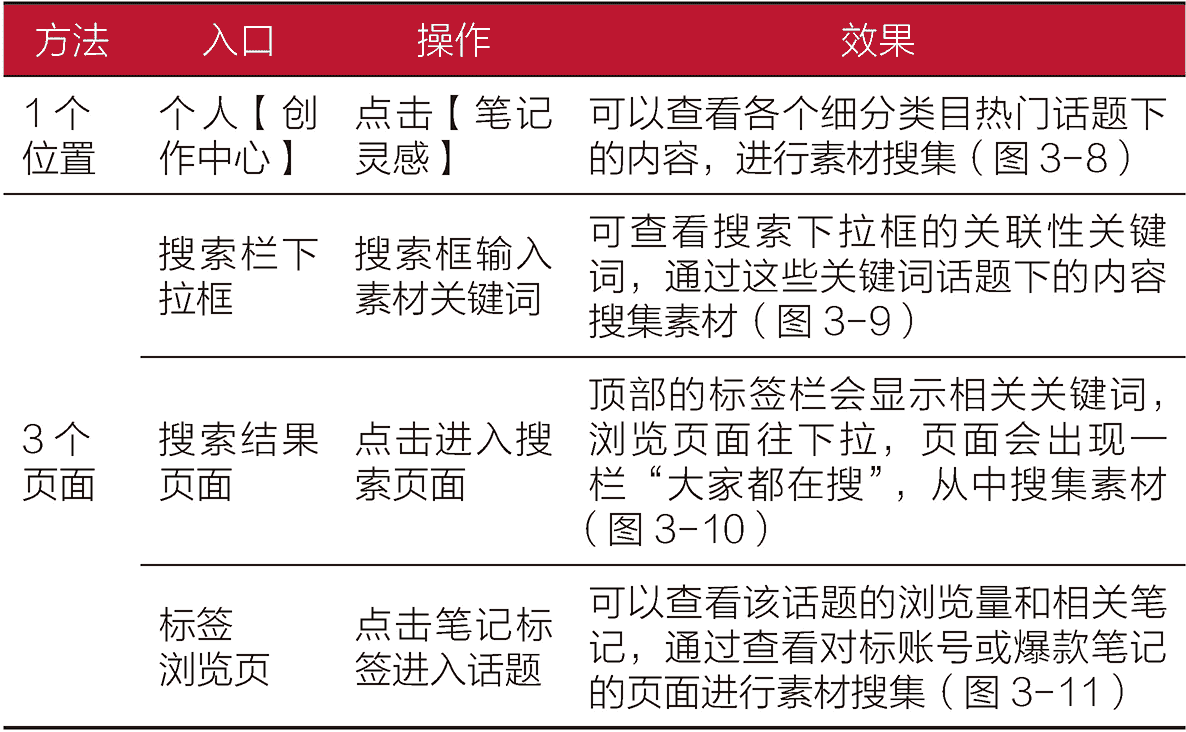 方法 入口 操作 效果
1个 个人【创 点击【笔记 可以查看各个细分类目热门话题下
位置 作中心】 灵感】 的内容，进行素材搜集（图 3-8）
搜索栏下 搜索框输入 可查看搜索下拉框的关联性关键
拉框 素材关键词 词，通过这些关键词话题下的内容
搜集素材（图 3-9）
3个 搜索结果 点击进入搜 顶部的标签栏会显示相关关键词，
页面 页面 索页面 浏览页面往下拉，页面会出现一
栏“大家都在搜”，从中搜集素材
（图 3-10）
标签 点击笔记标 可以查看该话题的浏览量和相关笔
浏览页 签进入话题 记，通过查看对标账号或爆款笔记
的页面进行素材搜集（图 3-11）